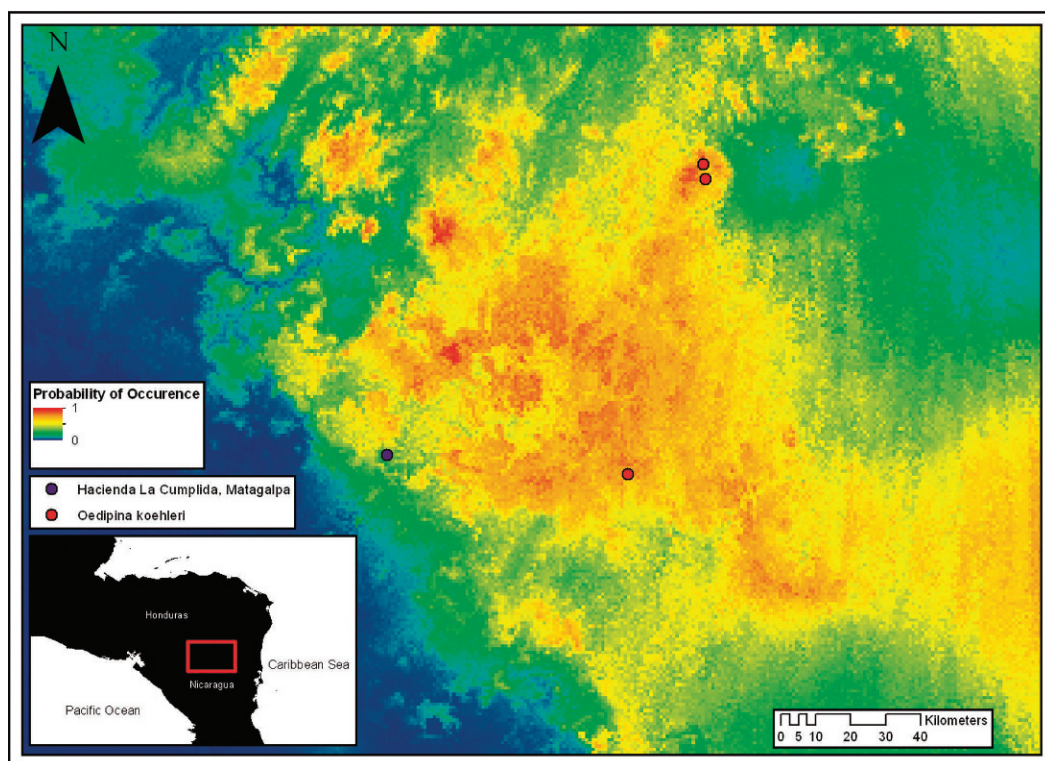 N
Probability of Occurence
1
0
Hacienda La Cumplida, Matagalpa
Oedipina koehleri
Honduras
Caribbean Sea
Nicaragua
Pacific Ocean
Kilometers
0 5 10 20 30 40